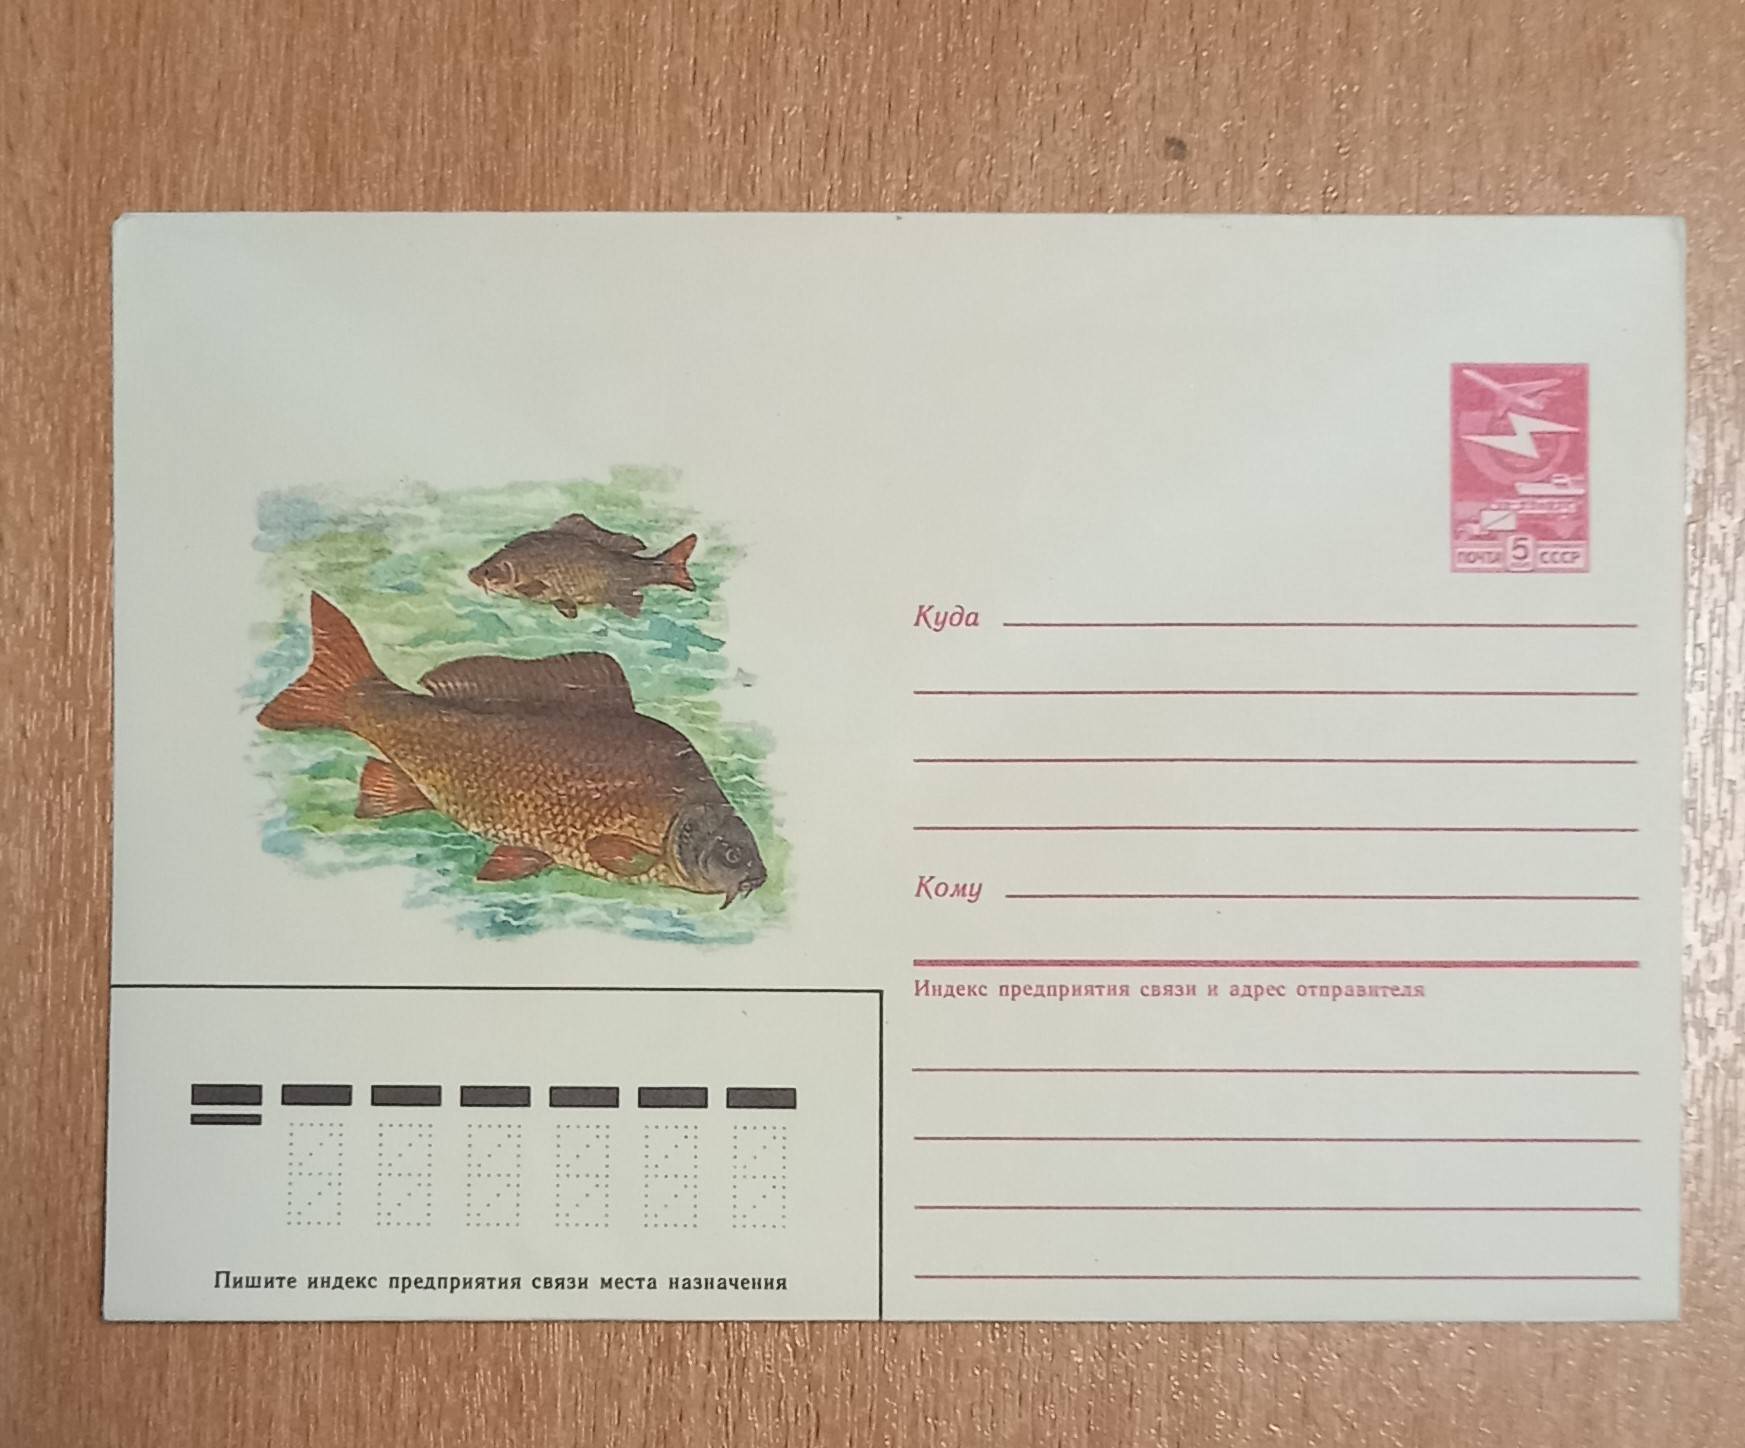 ПОЧТА 5 СССР
Куда
Кому
Индекс предприятия связи и адрес отправителя
Пишите индекс предприятия связи места назначения